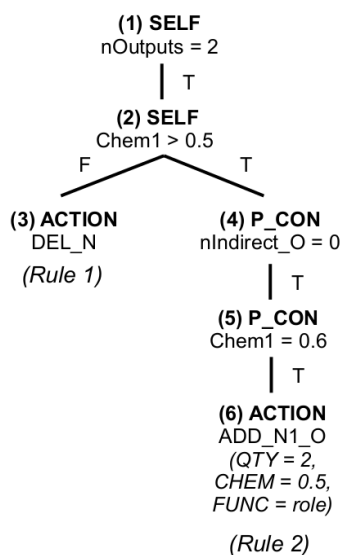 (1) SELF
nOutputs = 2
T
(2) SELF
Chem1 > 0.5
F
T
(3) ACTION
DEL_N
(Rule 1)
(4) P_CON
nIndirect_O = 0
T
(5) P_CON
Chem1 = 0.6
T
(6) ACTION
ADD_N1_O
(QTY = 2,
CHEM = 0.5,
FUNC = role)
(Rule 2)